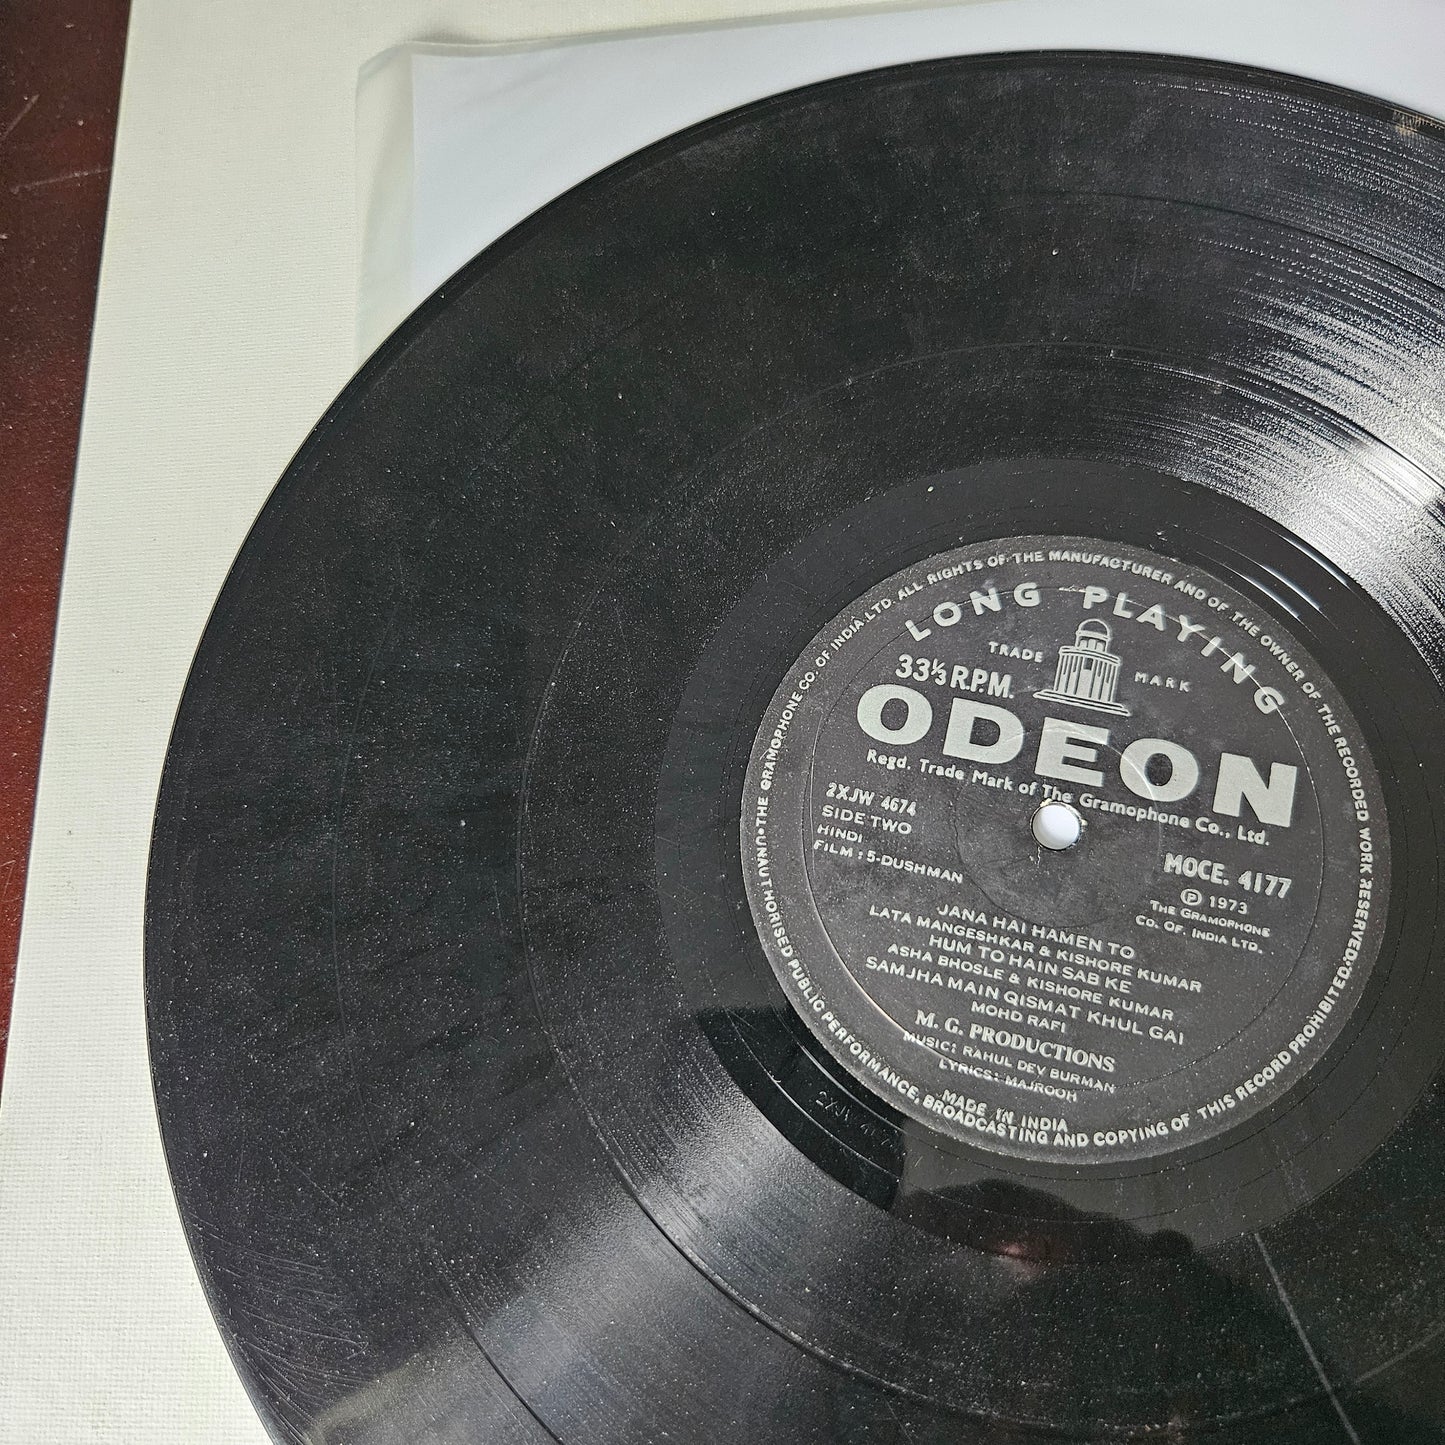 LONG PLAYING
TRADE MARK
33⅓ R.P.M.
ODEON
Regd. Trade Mark of The Gramophone Co., Ltd.
2XJW 4674
SIDE TWO
HINDI
FILM : 5-DUSHMAN
MOCE. 4177
Ⓟ 1973
THE GRAMOPHONE
CO. OF. INDIA LTD.
JANA HAI HAMEN TO
LATA MANGESHKAR & KISHORE KUMAR
HUM TO HAIN SAB KE
ASHA BHOSLE & KISHORE KUMAR
SAMJHA MAIN QISMAT KHUL GAI
MOHD RAFI
M. G. PRODUCTIONS
MUSIC: RAHUL DEV BURMAN
LYRICS: MAJROOH
MADE IN INDIA
THE GRAMOPHONE CO. OF INDIA LTD. ALL RIGHTS OF THE MANUFACTURER AND OF THE OWNER OF THE RECORDED WORK RESERVED. UNAUTHORISED PUBLIC PERFORMANCE, BROADCASTING AND COPYING OF THIS RECORD PROHIBITED